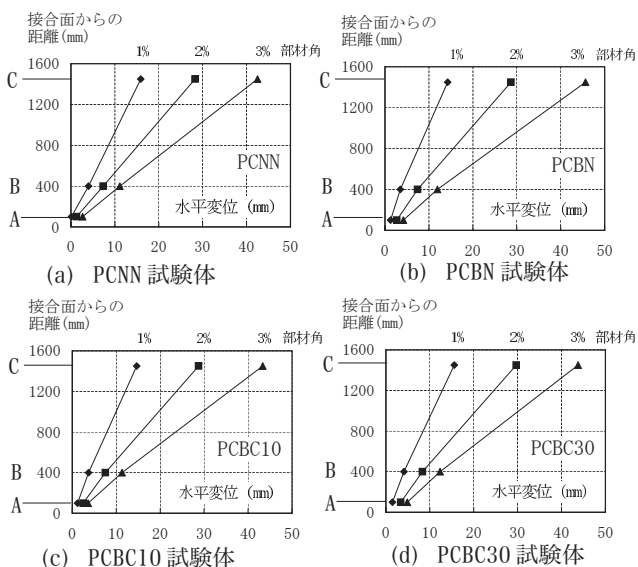 接合面からの
距離(mm)
1% 2% 3% 部材角
C
B
A
1600
1200
800
400
0
0 10 20 30 40 50
PCNN
水平変位 (mm)
(a) PCNN 試験体
接合面からの
距離(mm)
1% 2% 3% 部材角
C
B
A
1600
1200
800
400
0
0 10 20 30 40 50
PCBN
水平変位 (mm)
(b) PCBN 試験体
接合面からの
距離(mm)
1% 2% 3% 部材角
C
B
A
1600
1200
800
400
0
0 10 20 30 40 50
PCBC10
水平変位 (mm)
(c) PCBC10 試験体
接合面からの
距離(mm)
1% 2% 3% 部材角
C
B
A
1600
1200
800
400
0
0 10 20 30 40 50
PCBC30
水平変位 (mm)
(d) PCBC30 試験体